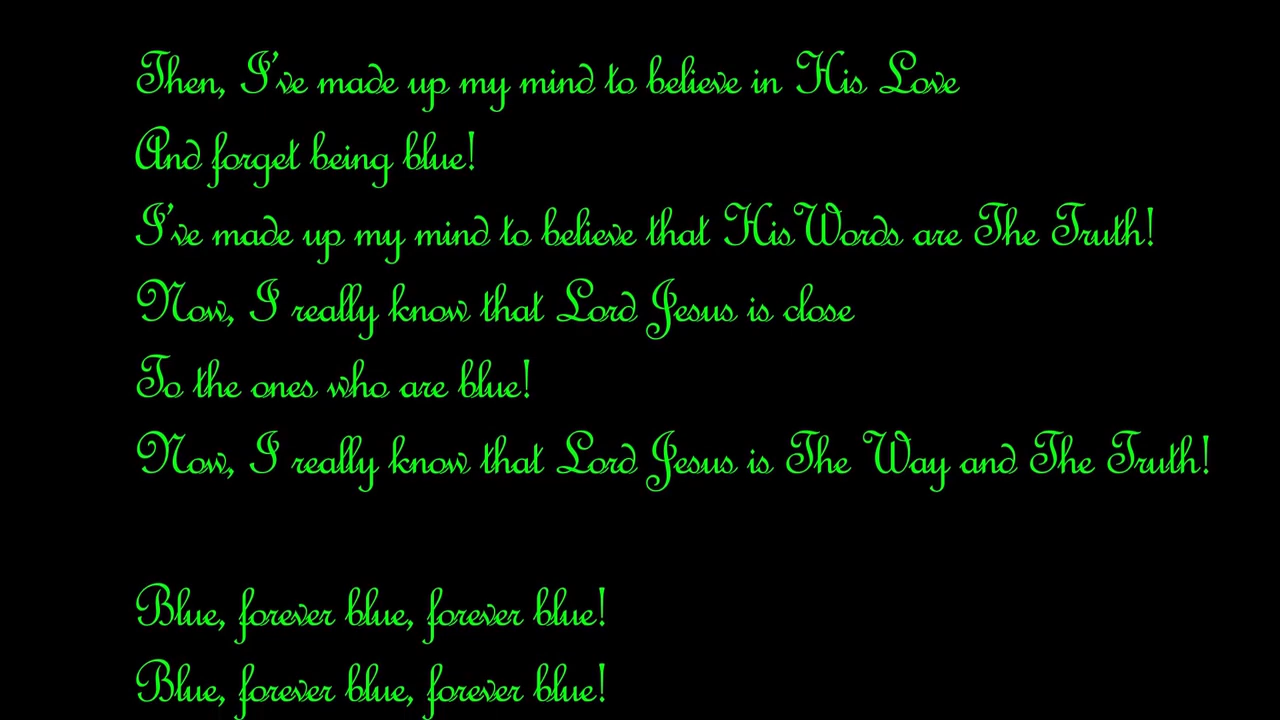 Then, I've made up my mind to believe in His Love
And forget being blue!
I've made up my mind to believe that His Words are The Truth!
Now, I really know that Lord Jesus is close
To the ones who are blue!
Now, I really know that Lord Jesus is The Way and The Truth!
Blue, forever blue, forever blue!
Blue, forever blue, forever blue!